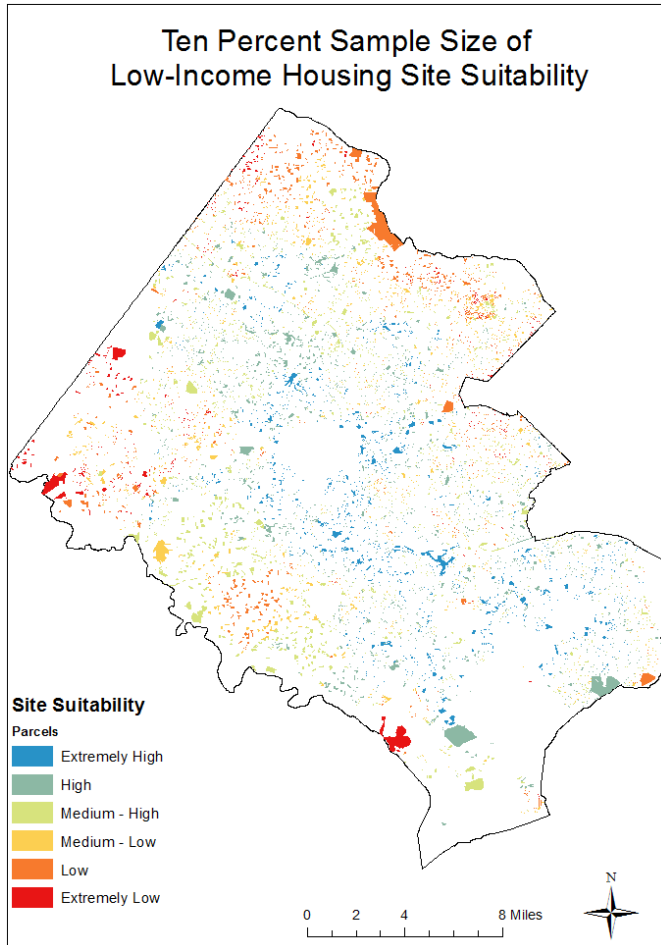 Ten Percent Sample Size of
Low-Income Housing Site Suitability
Site Suitability
Parcels
Extremely High
High
Medium - High
Medium - Low
Low
Extremely Low
N
0 2 4 8 Miles